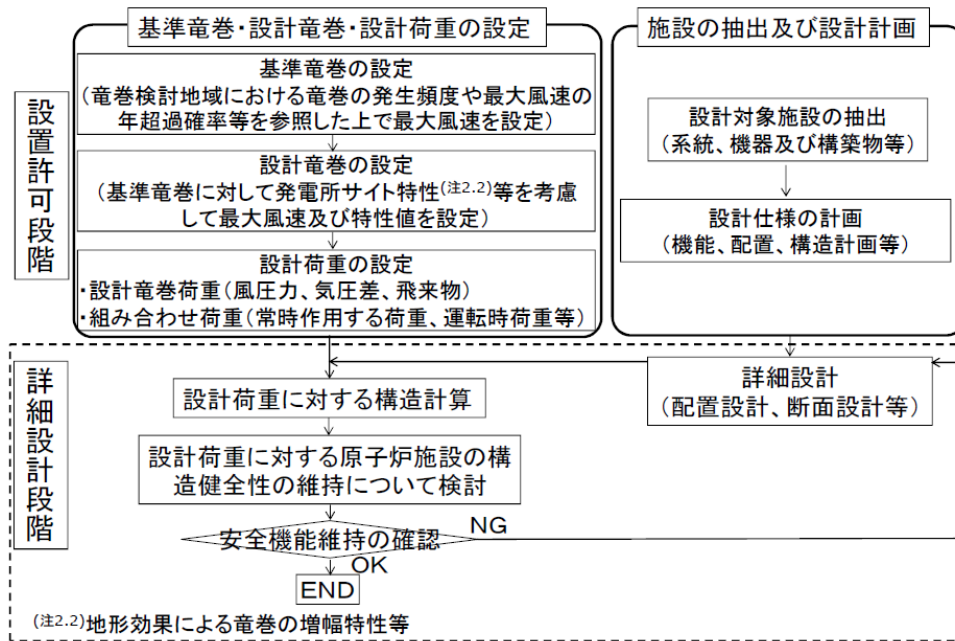 基準竜巻・設計竜巻・設計荷重の設定
基準竜巻の設定
(竜巻検討地域における竜巻の発生頻度や最大風速の
年超過確率等を参照した上で最大風速を設定)
設計竜巻の設定
(基準竜巻に対して発電所サイト特性(注2.2)等を考慮
して最大風速及び特性値を設定)
設計荷重の設定
・設計竜巻荷重(風圧力、気圧差、飛来物)
・組み合わせ荷重(常時作用する荷重、運転時荷重等)
施設の抽出及び設計計画
設計対象施設の抽出
(系統、機器及び構築物等)
設計仕様の計画
(機能、配置、構造計画等)
設置許可段階
詳細設計段階
詳細設計
(配置設計、断面設計等)
設計荷重に対する構造計算
設計荷重に対する原子炉施設の構
造健全性の維持について検討
安全機能維持の確認
NG
OK
END
(注2.2)地形効果による竜巻の増幅特性等